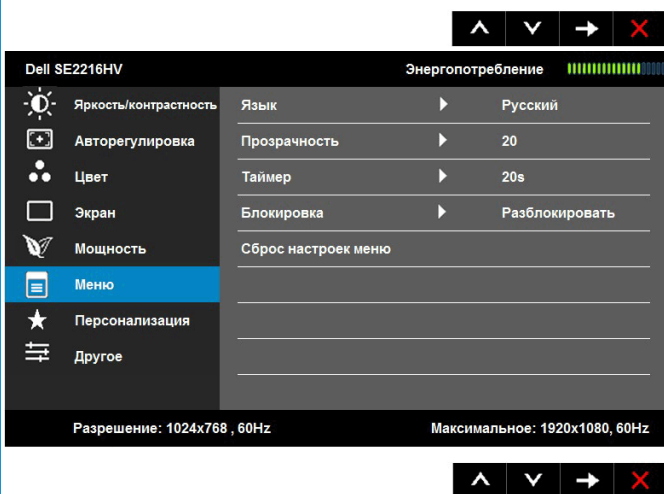 Dell SE2216HV Энергопотребление
Яркость/контрастность Язык Русский
Авторегулировка Прозрачность 20
Цвет Таймер 20s
Экран Блокировка Разблокировать
Мощность Сброс настроек меню
Меню
Персонализация
Другое
Разрешение: 1024x768 , 60Hz Максимальное: 1920x1080, 60Hz